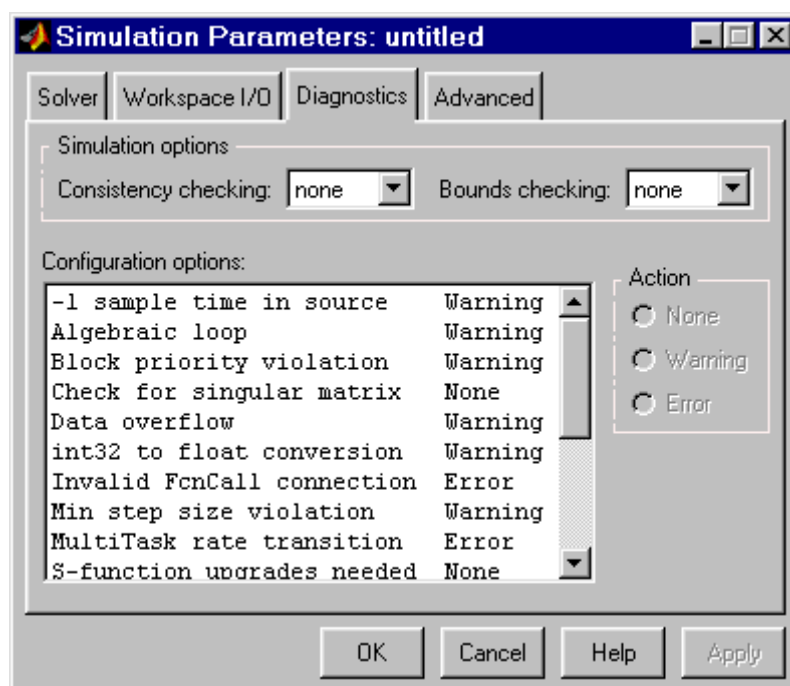 Simulation Parameters: untitled
Solver Workspace I/O Diagnostics Advanced
Simulation options
Consistency checking: none Bounds checking: none
Configuration options:
-1 sample time in source Warning
Algebraic loop Warning
Block priority violation Warning
Check for singular matrix None
Data overflow Warning
int32 to float conversion Warning
Invalid FcnCall connection Error
Min step size violation Warning
MultiTask rate transition Error
S-function upgrades needed None
Action
None
Warning
Error
OK Cancel Help Apply